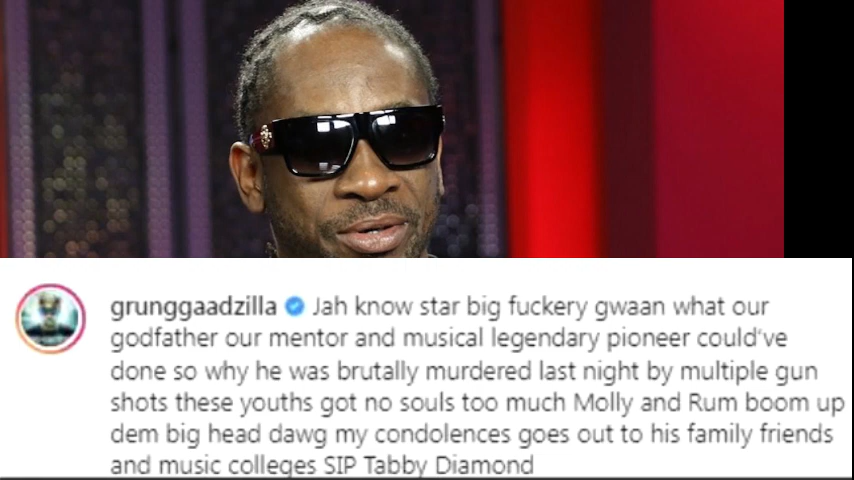 grunggaadzilla Jah know star big fuckery gwaan what our
godfather our mentor and musical legendary pioneer could've
done so why he was brutally murdered last night by multiple gun
shots these youths got no souls too much Molly and Rum boom up
dem big head dawg my condolences goes out to his family friends
and music colleges SIP Tabby Diamond